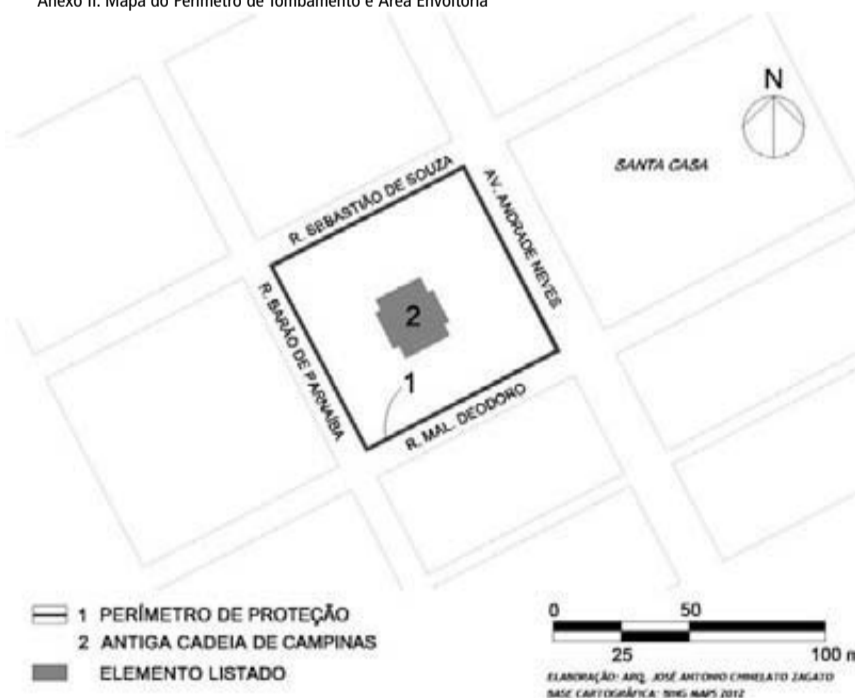 Anexo II: Mapa do Perímetro de Tombamento e Área Envoltória
N
SANTA CASA
R. SEBASTIÃO DE SOUZA
AV. ANDRADE NEVES
R. BARÃO DE PARNAÍBA
2
1
R. MAL. DEODORO
1 PERÍMETRO DE PROTEÇÃO
2 ANTIGA CADEIA DE CAMPINAS
ELEMENTO LISTADO
0 50
25 100 m
ELABORAÇÃO: ARQ. JOSÉ ANTONIO CHINELATO ZAGATO
BASE CARTOGRÁFICA: BING MAPS 2012